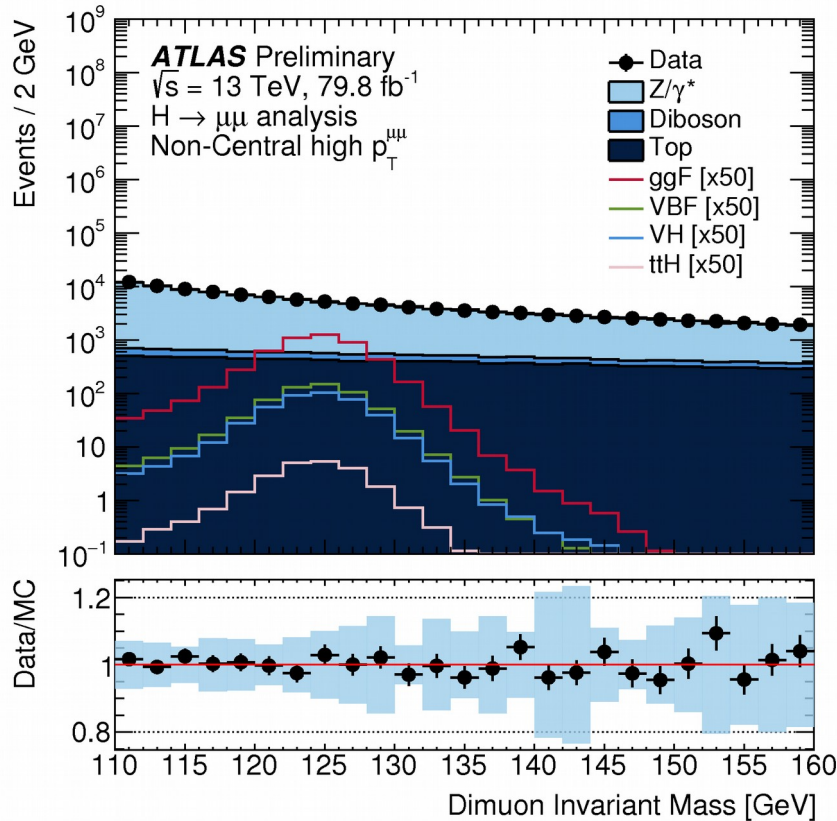 Events / 2 GeV
10⁹
10⁸
10⁷
10⁶
10⁵
10⁴
10³
10²
10
1
10⁻¹
ATLAS Preliminary
√s = 13 TeV, 79.8 fb⁻¹
H → μμ analysis
Non-Central high p_T^μμ
Data
Z/γ*
Diboson
Top
ggF [x50]
VBF [x50]
VH [x50]
ttH [x50]
Data/MC
1.2
1
0.8
110 115 120 125 130 135 140 145 150 155 160
Dimuon Invariant Mass [GeV]